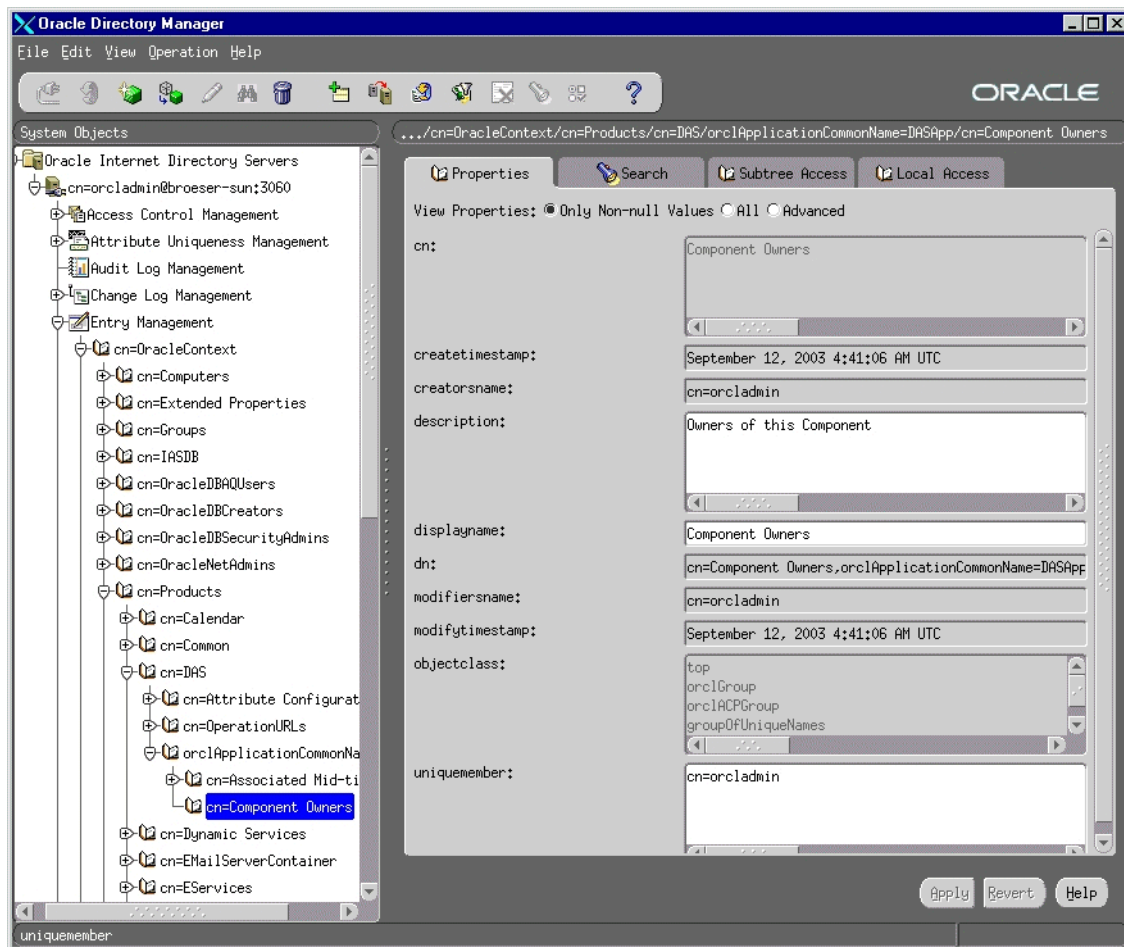 Oracle Directory Manager
File Edit View Operation Help
ORACLE
System Objects
Oracle Internet Directory Servers
cn=orcladmin@broeser-sun:3060
Access Control Management
Attribute Uniqueness Management
Audit Log Management
Change Log Management
Entry Management
cn=OracleContext
cn=Computers
cn=Extended Properties
cn=Groups
cn=IASDB
cn=OracleDBAQUsers
cn=OracleDBCreators
cn=OracleDBSecurityAdmins
cn=OracleNetAdmins
cn=Products
cn=Calendar
cn=Common
cn=DAS
cn=Attribute Configurat
cn=OperationURLs
orclApplicationCommonNa
cn=Associated Mid-ti
cn=Component Owners
cn=Dynamic Services
cn=EMailServerContainer
cn=EServices
.../cn=OracleContext/cn=Products/cn=DAS/orclApplicationCommonName=DASApp/cn=Component Owners
Properties Search Subtree Access Local Access
View Properties: Only Non-null Values All Advanced
cn: Component Owners
createtimestamp: September 12, 2003 4:41:06 AM UTC
creatorsname: cn=orcladmin
description: Owners of this Component
displayname: Component Owners
dn: cn=Component Owners,orclApplicationCommonName=DASApp
modifiersname: cn=orcladmin
modifytimestamp: September 12, 2003 4:41:06 AM UTC
objectclass: top
orclGroup
orclACPGroup
groupOfUniqueNames
uniquemember: cn=orcladmin
Apply Revert Help
uniquemember